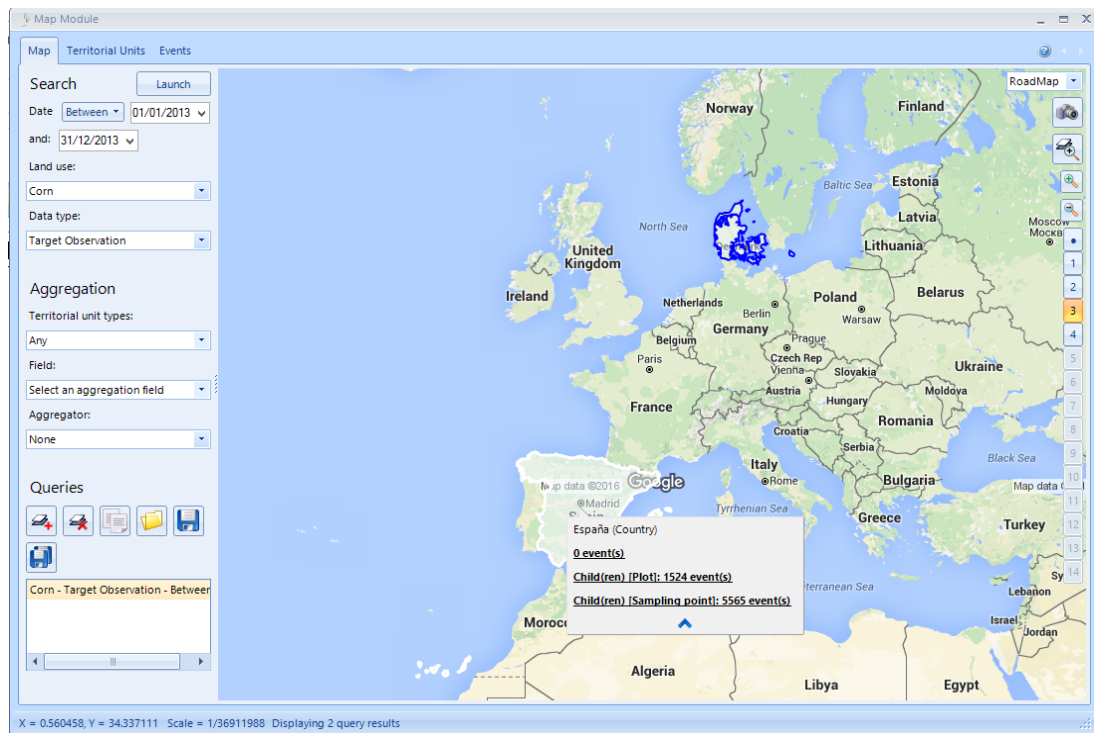 Map Module
Map Territorial Units Events
Search Launch
Date Between 01/01/2013
and: 31/12/2013
Land use:
Corn
Data type:
Target Observation
Aggregation
Territorial unit types:
Any
Field:
Select an aggregation field
Aggregator:
None
Queries
Corn - Target Observation - Between
RoadMap
Norway
Finland
Baltic Sea
Estonia
North Sea
Latvia
Moscow
Москва
United
Kingdom
Lithuania
Ireland
Netherlands
Berlin
Poland
Warsaw
Belarus
Belgium
Germany
Prague
Paris
Czech Rep
Vienna
Slovakia
Ukraine
Austria
Hungary
Moldova
France
Croatia
Romania
Serbia
Black Sea
Italy
Rome
Bulgaria
Map data ©2016
Google
Map data
Madrid
Tyrrhenian Sea
Greece
Turkey
España (Country)
0 event(s)
Child(ren) [Plot]: 1524 event(s)
Child(ren) [Sampling point]: 5565 event(s)
terranean Sea
Sy
Lebanon
Israel
Jordan
Morocc
Algeria
Libya
Egypt
1
2
3
4
5
6
7
8
9
10
11
12
13
14
X = 0.560458, Y = 34.337111 Scale = 1/36911988 Displaying 2 query results